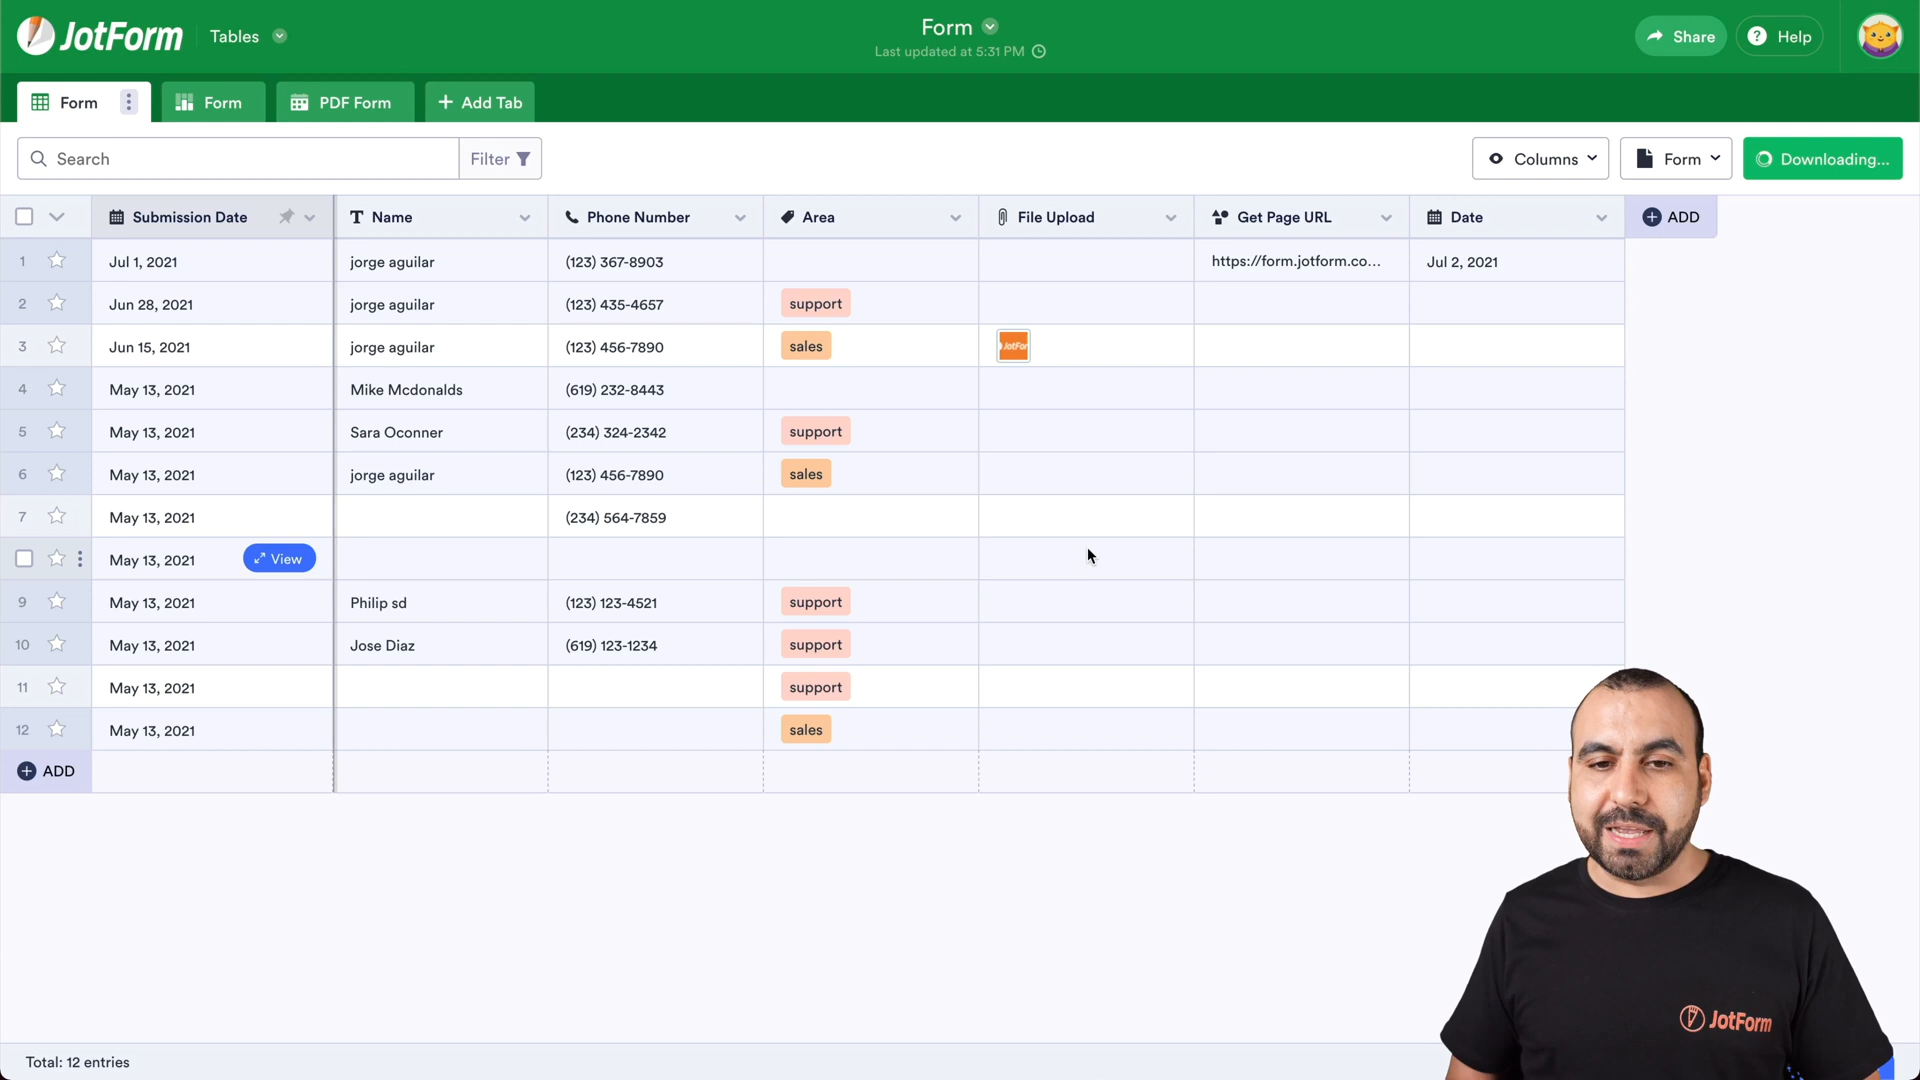 JotForm Tables
Form
Last updated at 5:31 PM
Share
? Help
Form
Form
PDF Form
+ Add Tab
Search
Filter
Columns
Form
Downloading...
Submission Date
Name
Phone Number
Area
File Upload
Get Page URL
Date
+ ADD
1 Jul 1, 2021 jorge aguilar (123) 367-8903 https://form.jotform.co... Jul 2, 2021
2 Jun 28, 2021 jorge aguilar (123) 435-4657 support
3 Jun 15, 2021 jorge aguilar (123) 456-7890 sales JotFor
4 May 13, 2021 Mike Mcdonalds (619) 232-8443
5 May 13, 2021 Sara Oconner (234) 324-2342 support
6 May 13, 2021 jorge aguilar (123) 456-7890 sales
7 May 13, 2021 (234) 564-7859
May 13, 2021 View
9 May 13, 2021 Philip sd (123) 123-4521 support
10 May 13, 2021 Jose Diaz (619) 123-1234 support
11 May 13, 2021 support
12 May 13, 2021 sales
+ ADD
JotForm
Total: 12 entries